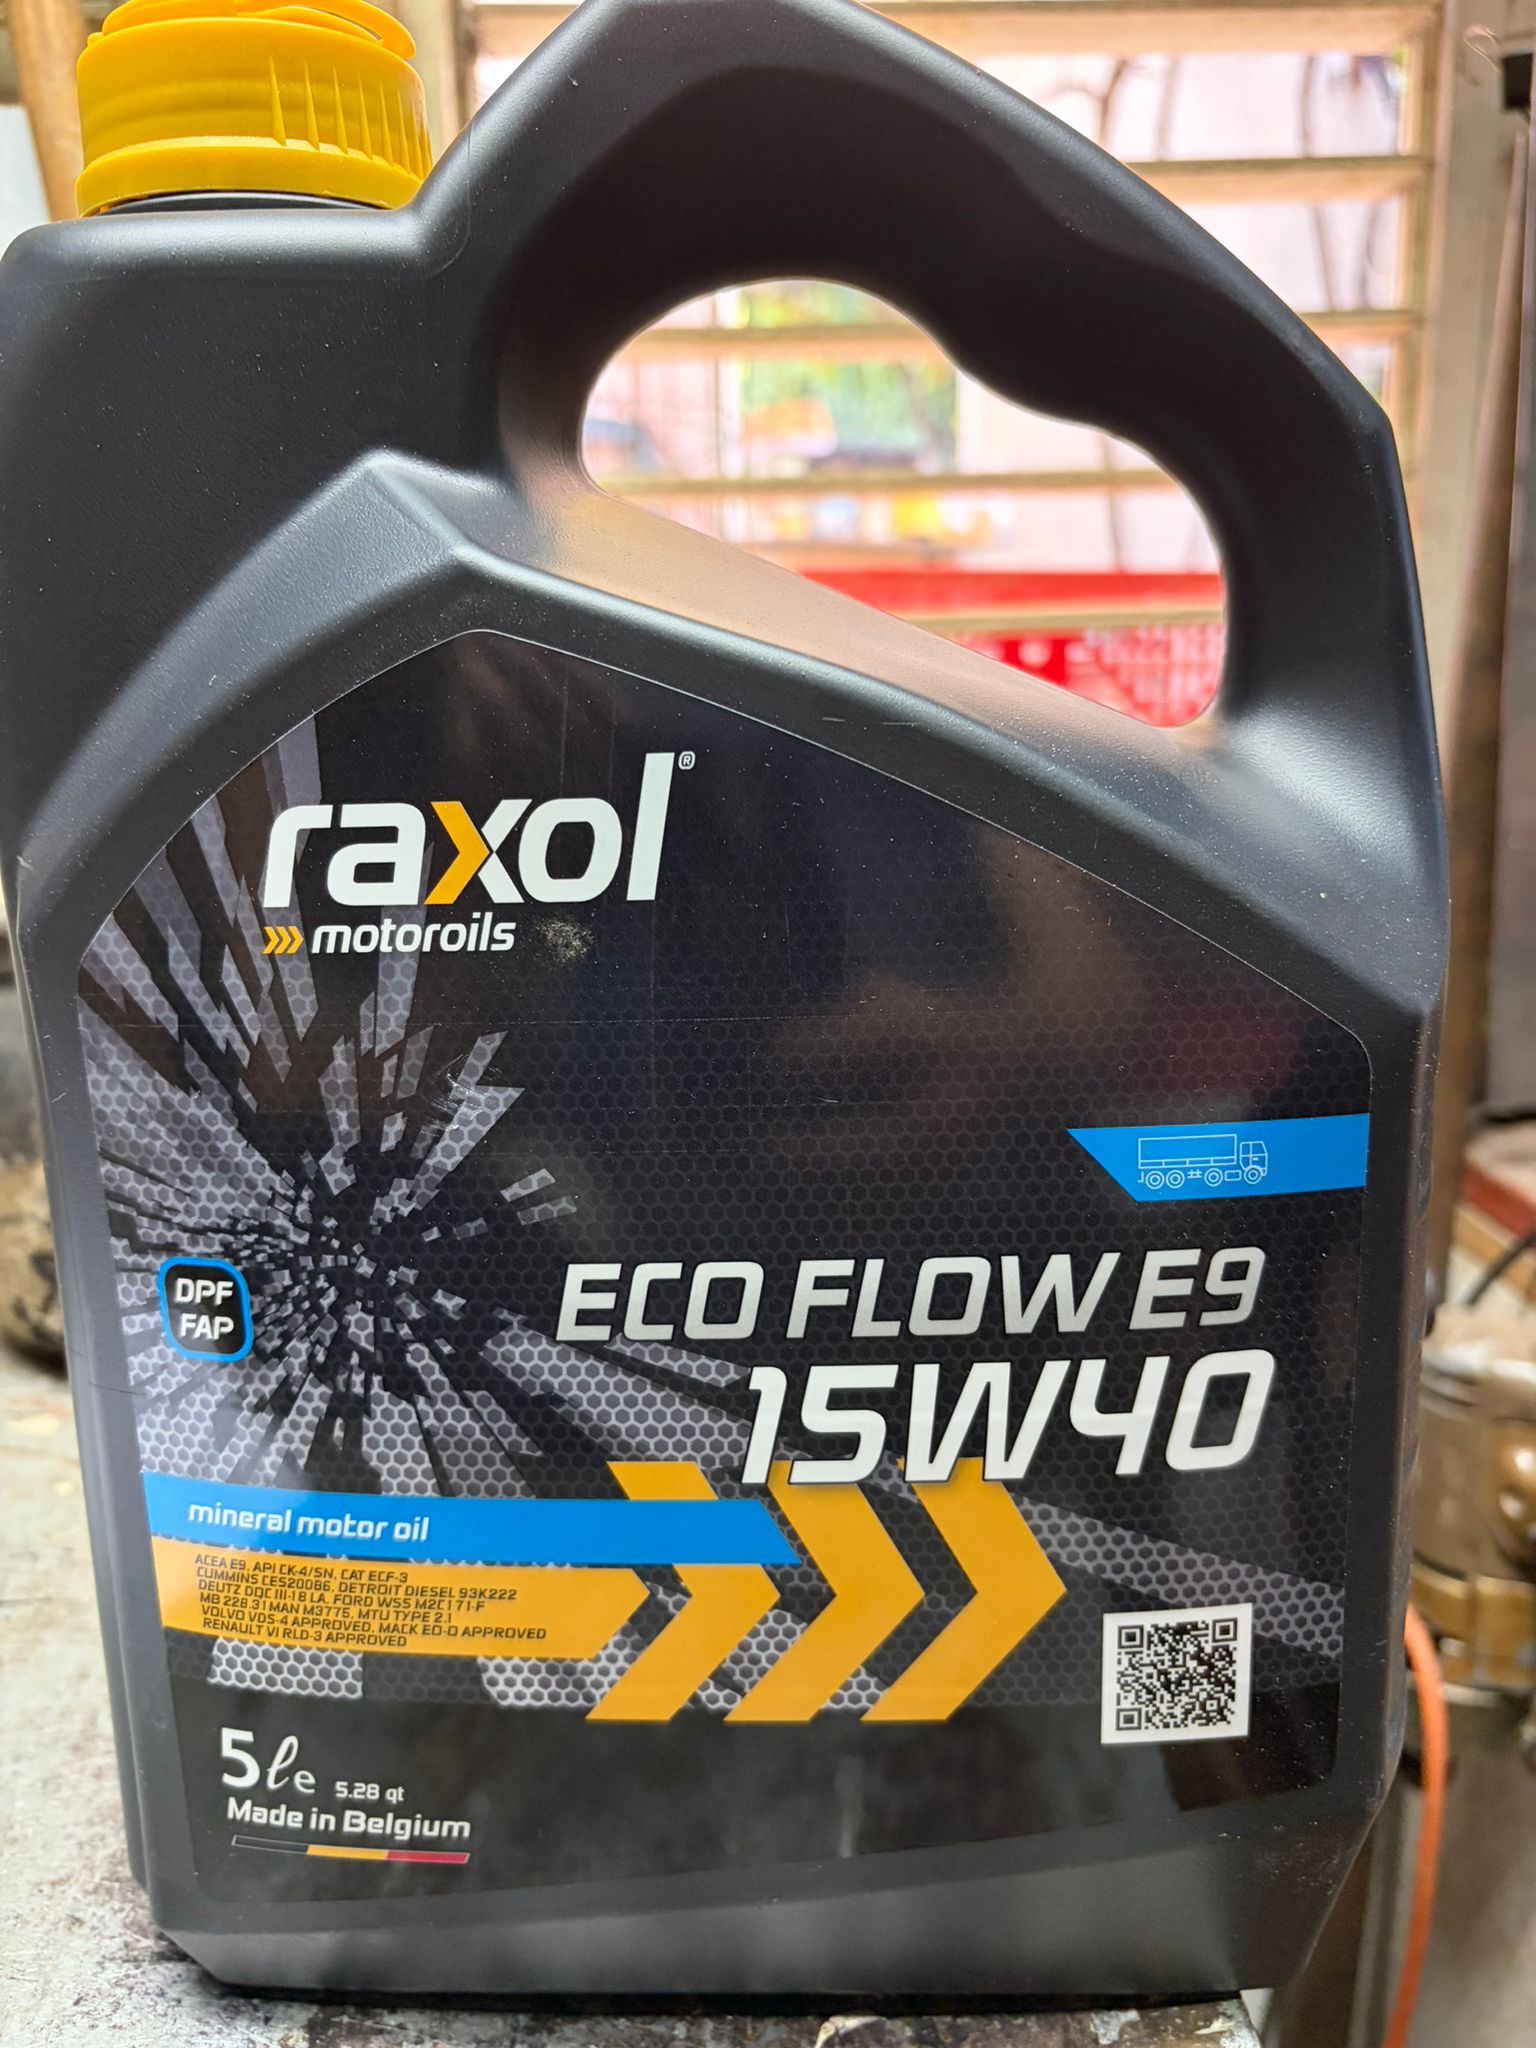 raxol®
motoroils
DPF
FAP
ECO FLOW E9
15W40
mineral motor oil
ACEA E9, API CK-4/SN, CAT ECF-3
CUMMINS CES20086, DETROIT DIESEL 93K222
DEUTZ DQC III-18 LA, FORD WSS M2C171-F
MB 228.31 MAN M3775, MTU TYPE 2.1
VOLVO VDS-4 APPROVED, MACK EO-O APPROVED
RENAULT VI RLD-3 APPROVED
5ℓe 5.28 qt
Made in Belgium